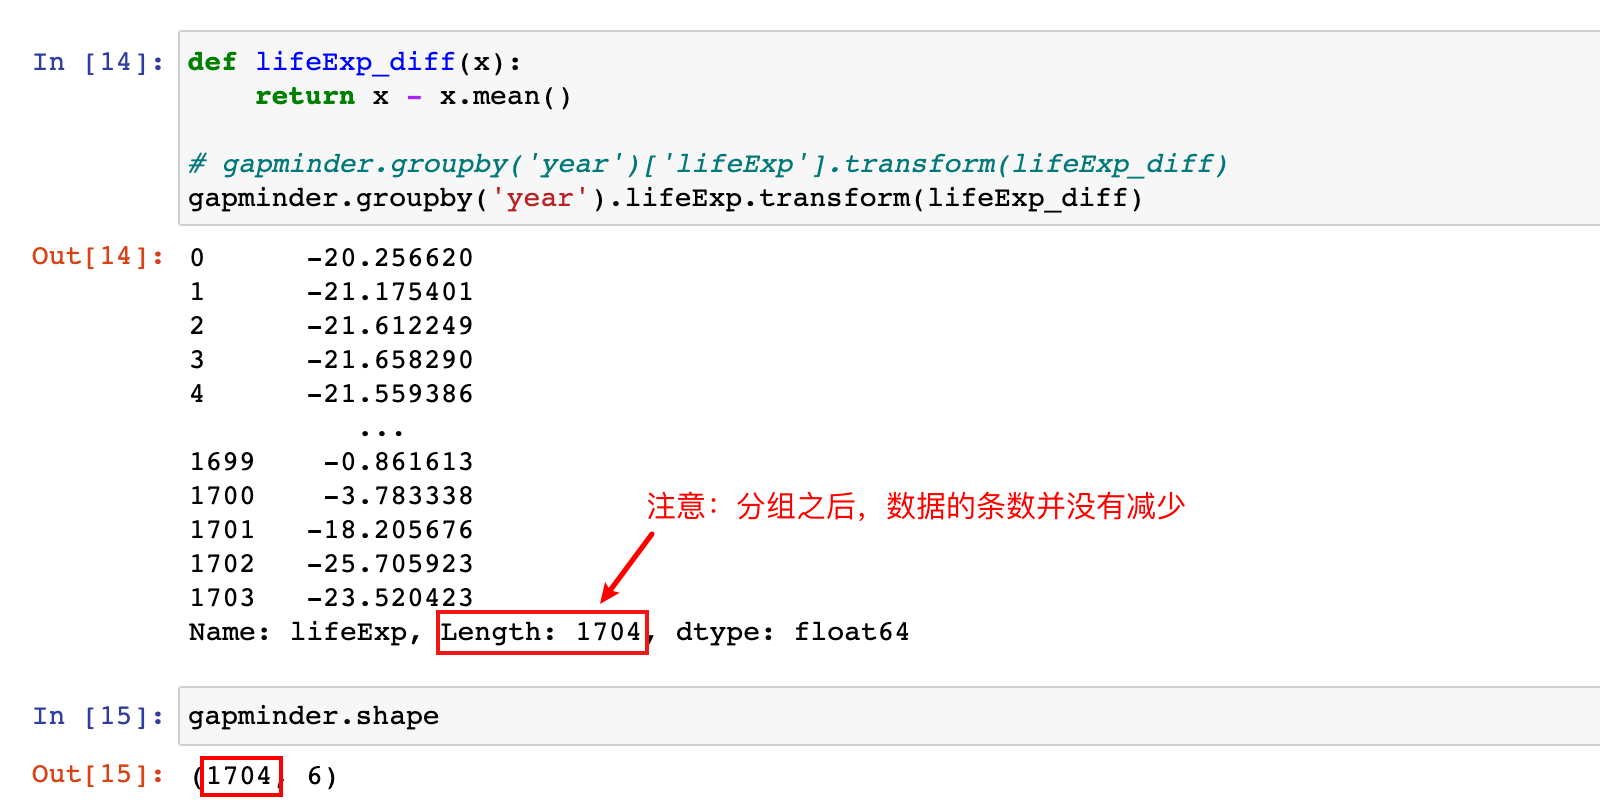 In [14]: def lifeExp_diff(x):
    return x - x.mean()
# gapminder.groupby('year')['lifeExp'].transform(lifeExp_diff)
gapminder.groupby('year').lifeExp.transform(lifeExp_diff)
Out[14]: 0      -20.256620
1      -21.175401
2      -21.612249
3      -21.658290
4      -21.559386
...
1699    -0.861613
1700    -3.783338
注意：分组之后，数据的条数并没有减少
1701   -18.205676
1702   -25.705923
1703   -23.520423
Name: lifeExp, Length: 1704, dtype: float64
In [15]: gapminder.shape
Out[15]: (1704, 6)